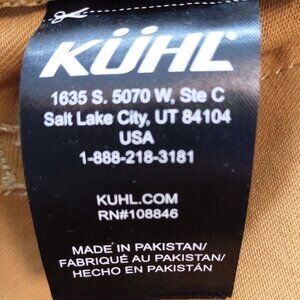 KÜHL
1635 S. 5070 W, Ste C
Salt Lake City, UT 84104
USA
1-888-218-3181
KUHL.COM
RN#108846
MADE IN PAKISTAN/
FABRIQUÉ AU PAKISTAN/
HECHO EN PAKISTÁN